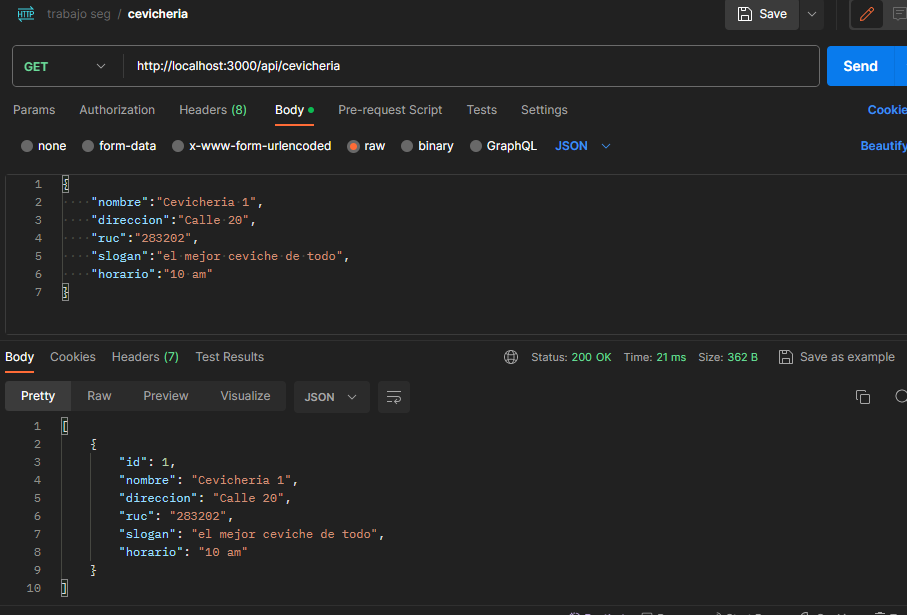 HTTP trabajo seg / cevicheria Save
GET http://localhost:3000/api/cevicheria Send
Params Authorization Headers (8) Body Pre-request Script Tests Settings Cookie
none form-data x-www-form-urlencoded raw binary GraphQL JSON Beautify
1 {
2 "nombre":"Cevicheria 1",
3 "direccion":"Calle 20",
4 "ruc":"283202",
5 "slogan":"el mejor ceviche de todo",
6 "horario":"10 am"
7 }
Body Cookies Headers (7) Test Results Status: 200 OK Time: 21 ms Size: 362 B Save as example
Pretty Raw Preview Visualize JSON
1 [
2 {
3 "id": 1,
4 "nombre": "Cevicheria 1",
5 "direccion": "Calle 20",
6 "ruc": "283202",
7 "slogan": "el mejor ceviche de todo",
8 "horario": "10 am"
9 }
10 ]